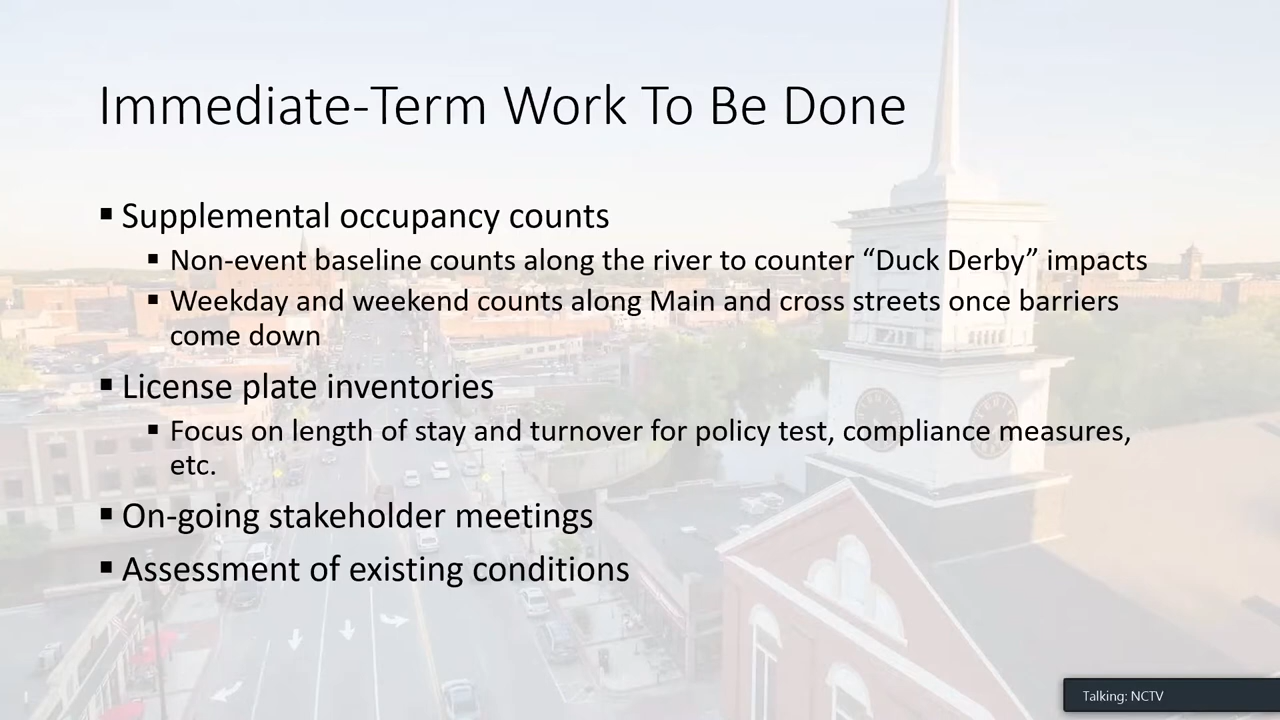 Immediate-Term Work To Be Done
▪ Supplemental occupancy counts
▪ Non-event baseline counts along the river to counter “Duck Derby” impacts
▪ Weekday and weekend counts along Main and cross streets once barriers
come down
▪ License plate inventories
▪ Focus on length of stay and turnover for policy test, compliance measures,
etc.
▪ On-going stakeholder meetings
▪ Assessment of existing conditions
Talking: NCTV